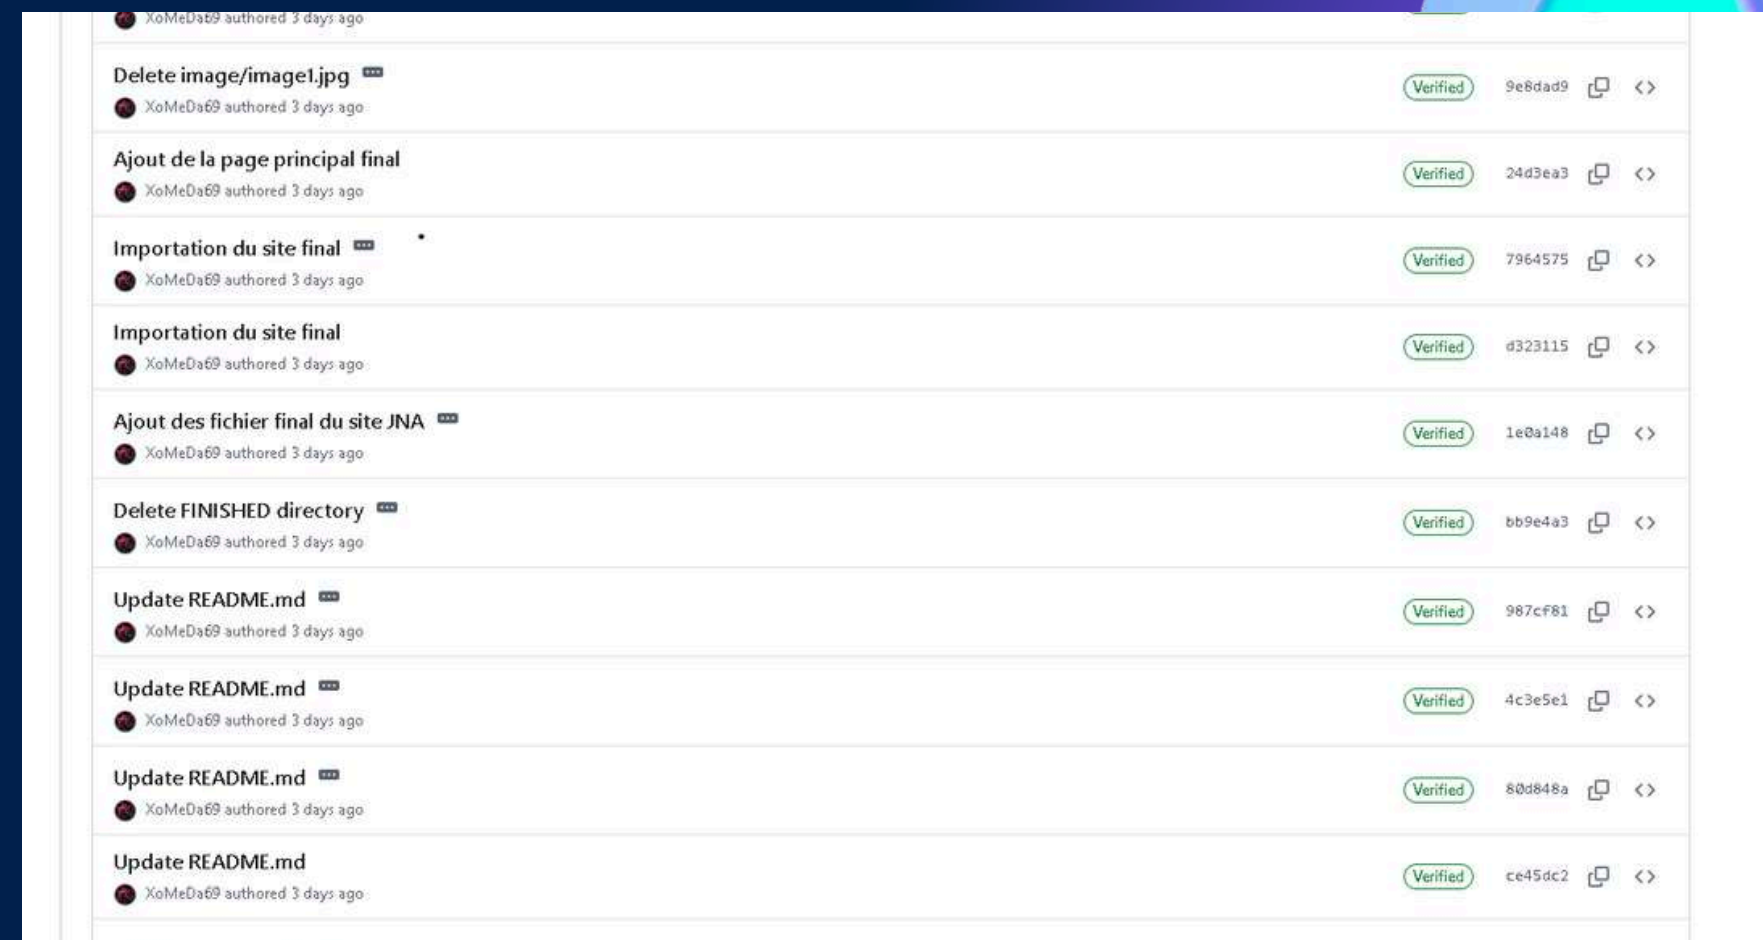 XoMeDa69 authored 3 days ago
Delete image/image1.jpg
XoMeDa69 authored 3 days ago
Verified 9e8dad9
Ajout de la page principal final
XoMeDa69 authored 3 days ago
Verified 24d3ea3
Importation du site final
XoMeDa69 authored 3 days ago
Verified 7964575
Importation du site final
XoMeDa69 authored 3 days ago
Verified d323115
Ajout des fichier final du site JNA
XoMeDa69 authored 3 days ago
Verified 1e0a148
Delete FINISHED directory
XoMeDa69 authored 3 days ago
Verified bb9e4a3
Update README.md
XoMeDa69 authored 3 days ago
Verified 987cf81
Update README.md
XoMeDa69 authored 3 days ago
Verified 4c3e5e1
Update README.md
XoMeDa69 authored 3 days ago
Verified 80d848a
Update README.md
XoMeDa69 authored 3 days ago
Verified ce45dc2